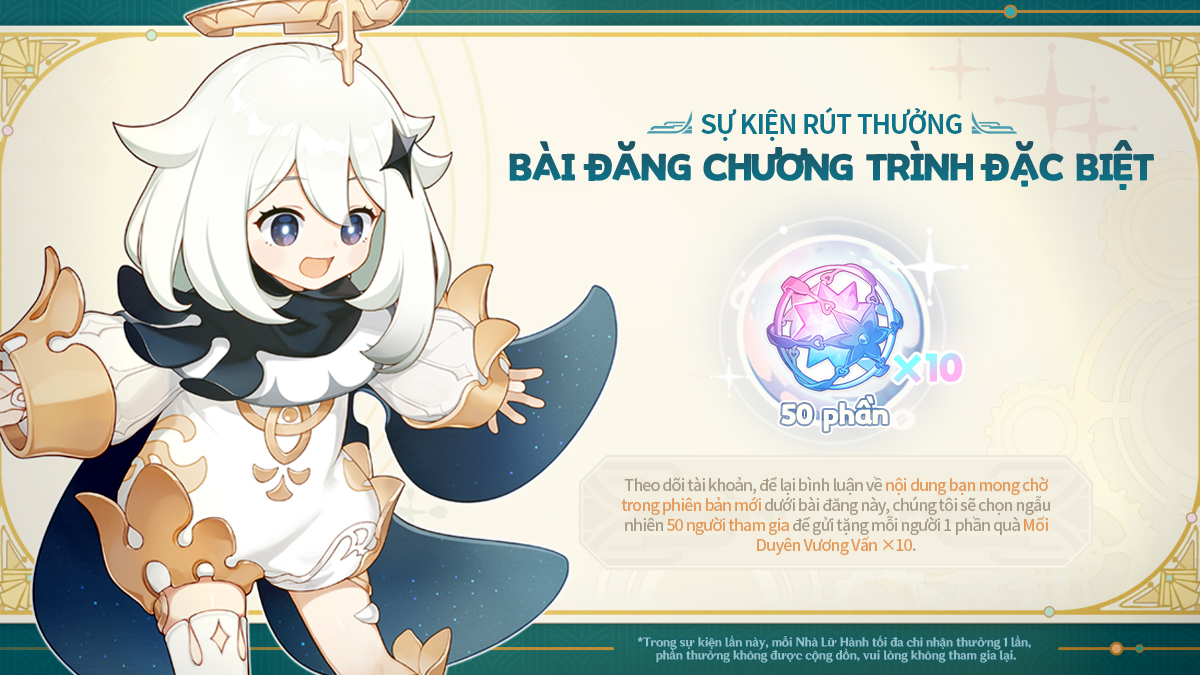 SỰ KIỆN RÚT THƯỞNG
BÀI ĐĂNG CHƯƠNG TRÌNH ĐẶC BIỆT
×10
50 phần
Theo dõi tài khoản, để lại bình luận về nội dung bạn mong chờ
trong phiên bản mới dưới bài đăng này, chúng tôi sẽ chọn ngẫu
nhiên 50 người tham gia để gửi tặng mỗi người 1 phần quà Mối
Duyên Vương Vấn ×10.
*Trong sự kiện lần này, mỗi Nhà Lữ Hành tối đa chỉ nhận thưởng 1 lần,
phần thưởng không được cộng dồn, vui lòng không tham gia lại.